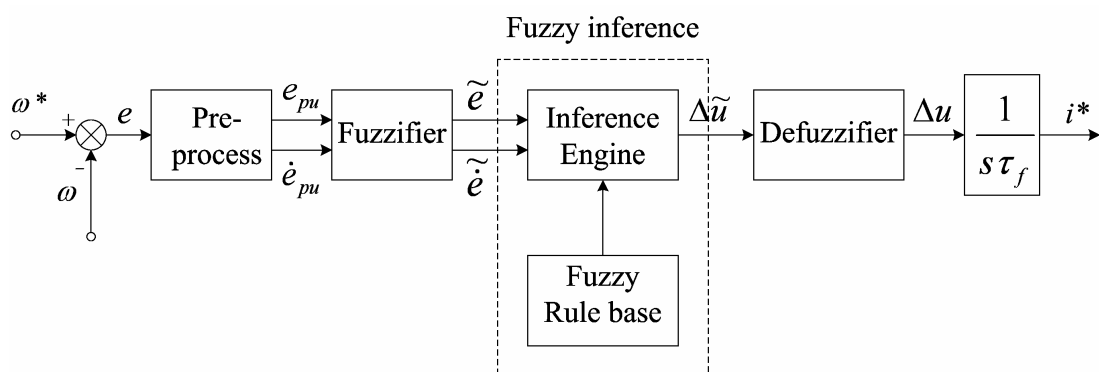 Fuzzy inference
ω*
+
e
Pre-
process
e_pu
ė_pu
Fuzzifier
ẽ
ė̃
Inference
Engine
Δũ
Defuzzifier
Δu
1
sτ_f
i*
ω
-
Fuzzy
Rule base